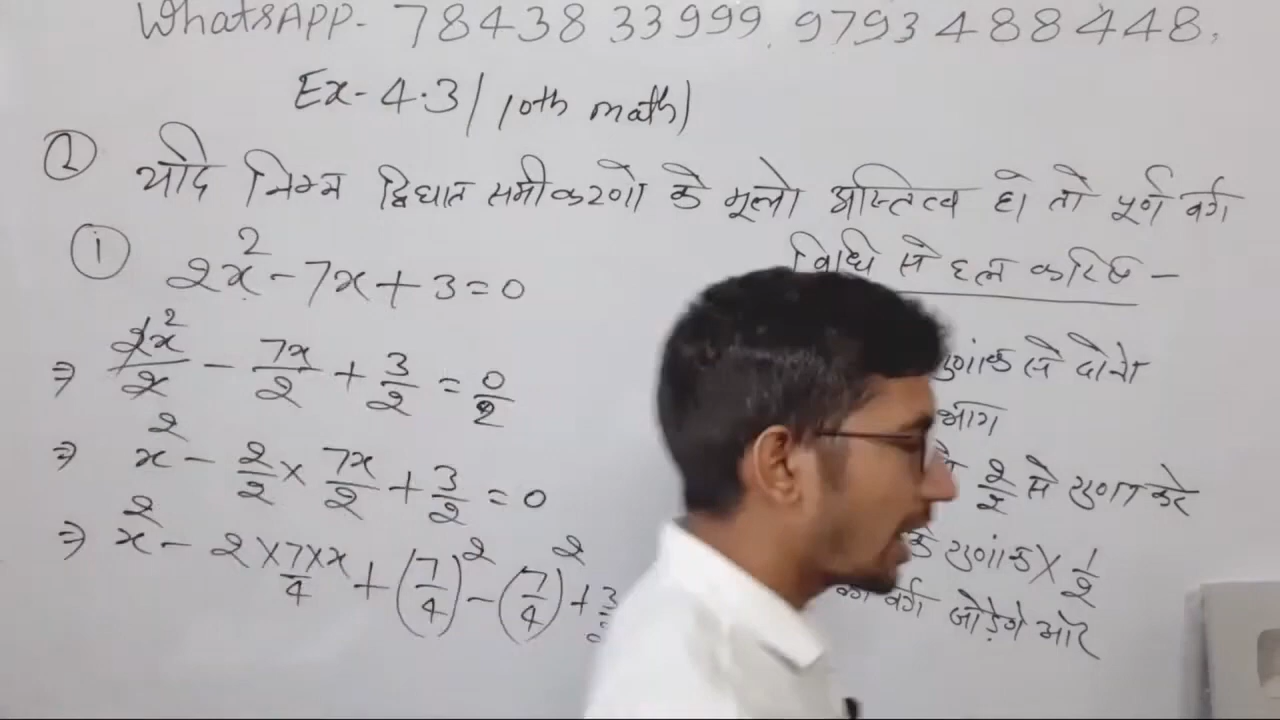 WhatsApp- 7843833999, 9793488448,
Ex-4.3/ 10th math)
② यदि निम्न द्विघात समीकरणो के मूलो अस्तित्व हो तो पूर्ण वर्ग
विधि से हल करिए -
① 2x² - 7x + 3 = 0
⇒ 2x²/2 - 7x/2 + 3/2 = 0/2
⇒ x² - 2/2 × 7x/2 + 3/2 = 0
⇒ x² - 2×7×x/4 + (7/4)² - (7/4)² + 3
गुणांक से दोनो
भाग
2/2 से गुणा करे
के गुणांक × 1/2
का वर्ग जोड़ेगे और